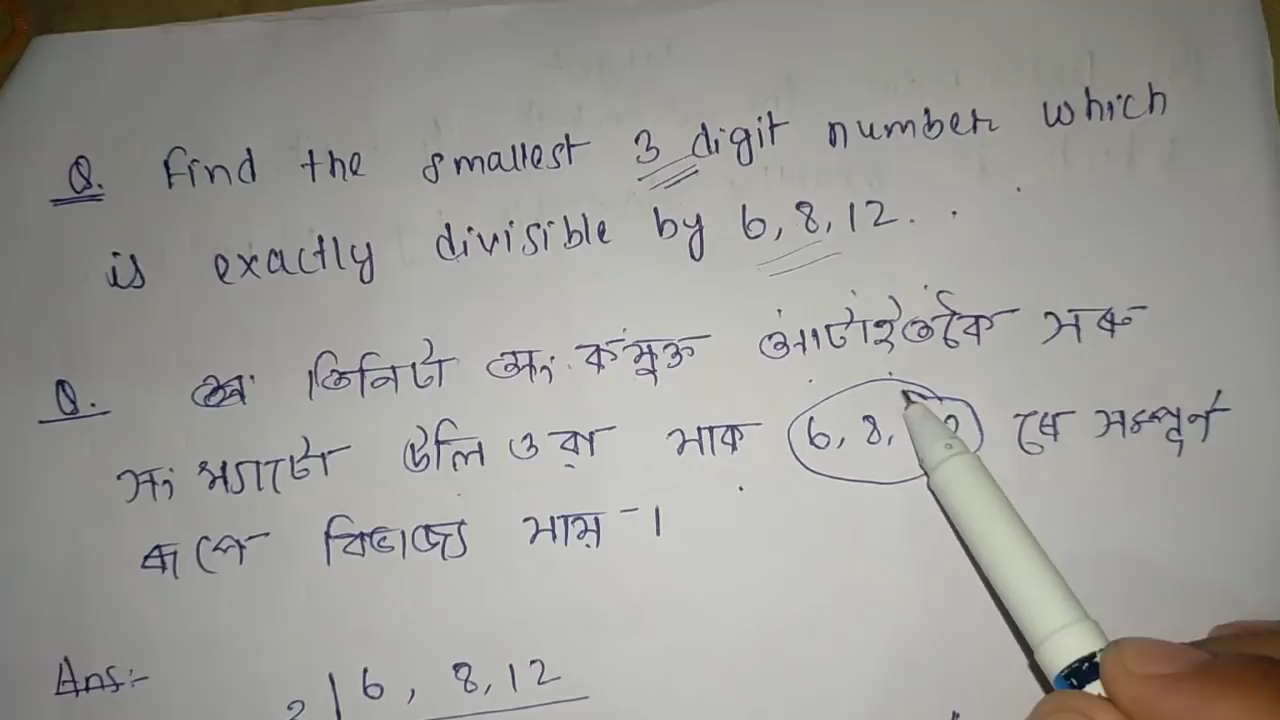 Q. Find the smallest 3 digit number which
is exactly divisible by 6, 8, 12.
Q. তিনিটা অংকযুক্ত আটাইতকৈ সৰু
সংখ্যাটো উলিওৱা যাক 6, 8, ৰে সম্পূৰ্ণ
ৰূপে বিভাজ্য যায়।
Ans:-
2 6, 8, 12